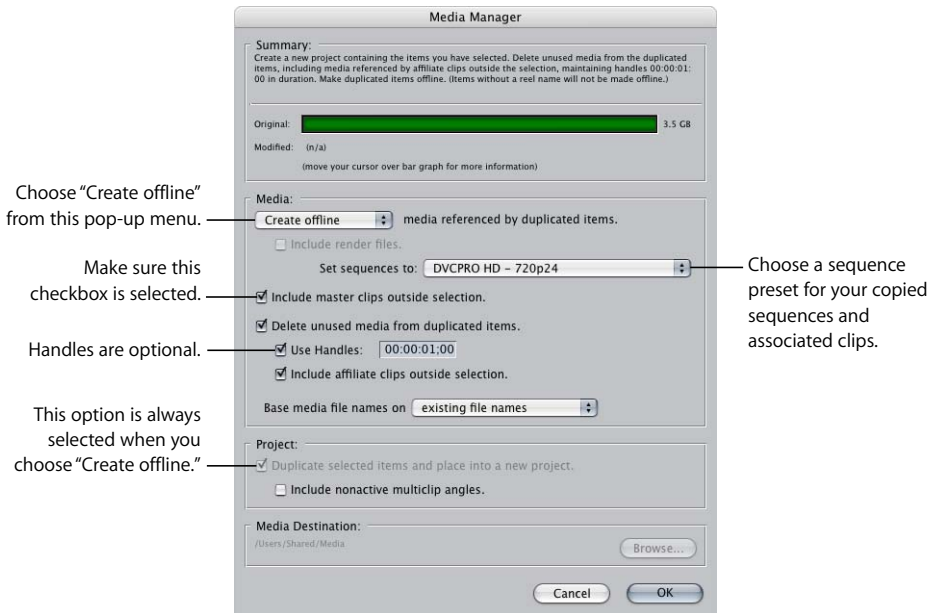 Media Manager
Summary:
Create a new project containing the items you have selected. Delete unused media from the duplicated
items, including media referenced by affiliate clips outside the selection, maintaining handles 00:00:01:
00 in duration. Make duplicated items offline. (Items without a reel name will not be made offline.)
Original:
3.5 GB
Modified: (n/a)
(move your cursor over bar graph for more information)
Media:
Choose "Create offline"
from this pop-up menu.
Create offline media referenced by duplicated items.
Include render files.
Set sequences to: DVCPRO HD - 720p24
Choose a sequence
preset for your copied
sequences and
associated clips.
Make sure this
checkbox is selected.
Include master clips outside selection.
Delete unused media from duplicated items.
Handles are optional.
Use Handles: 00:00:01;00
Include affiliate clips outside selection.
Base media file names on existing file names
This option is always
selected when you
choose "Create offline."
Project:
Duplicate selected items and place into a new project.
Include nonactive multiclip angles.
Media Destination:
/Users/Shared/Media
Browse...
Cancel OK